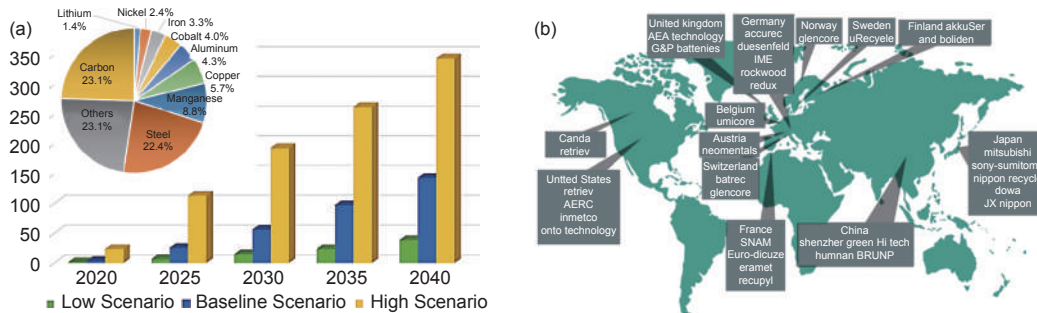 (a)
Lithium
1.4%
Nickel 2.4%
Iron 3.3%
Cobalt 4.0%
Aluminum
4.3%
Copper
5.7%
Manganese
8.8%
Steel
22.4%
Others
23.1%
Carbon
23.1%
350
300
250
200
150
100
50
0
2020
2025
2030
2035
2040
Low Scenario
Baseline Scenario
High Scenario
(b)
United kingdom
AEA technology
G&P battenies
Germany
accurec
duesenfeld
IME
rockwood
redux
Norway
glencore
Sweden
uRecyele
Finland akkuSer
and boliden
Belgium
umicore
Austria
neomentals
Switzerland
batrec
glencore
Canda
retriev
Untted States
retriev
AERC
inmetco
onto technology
France
SNAM
Euro-dicuze
eramet
recupyl
China
shenzher green Hi tech
humnan BRUNP
Japan
mitsubishi
sony-sumitom
nippon recycle
dowa
JX nippon